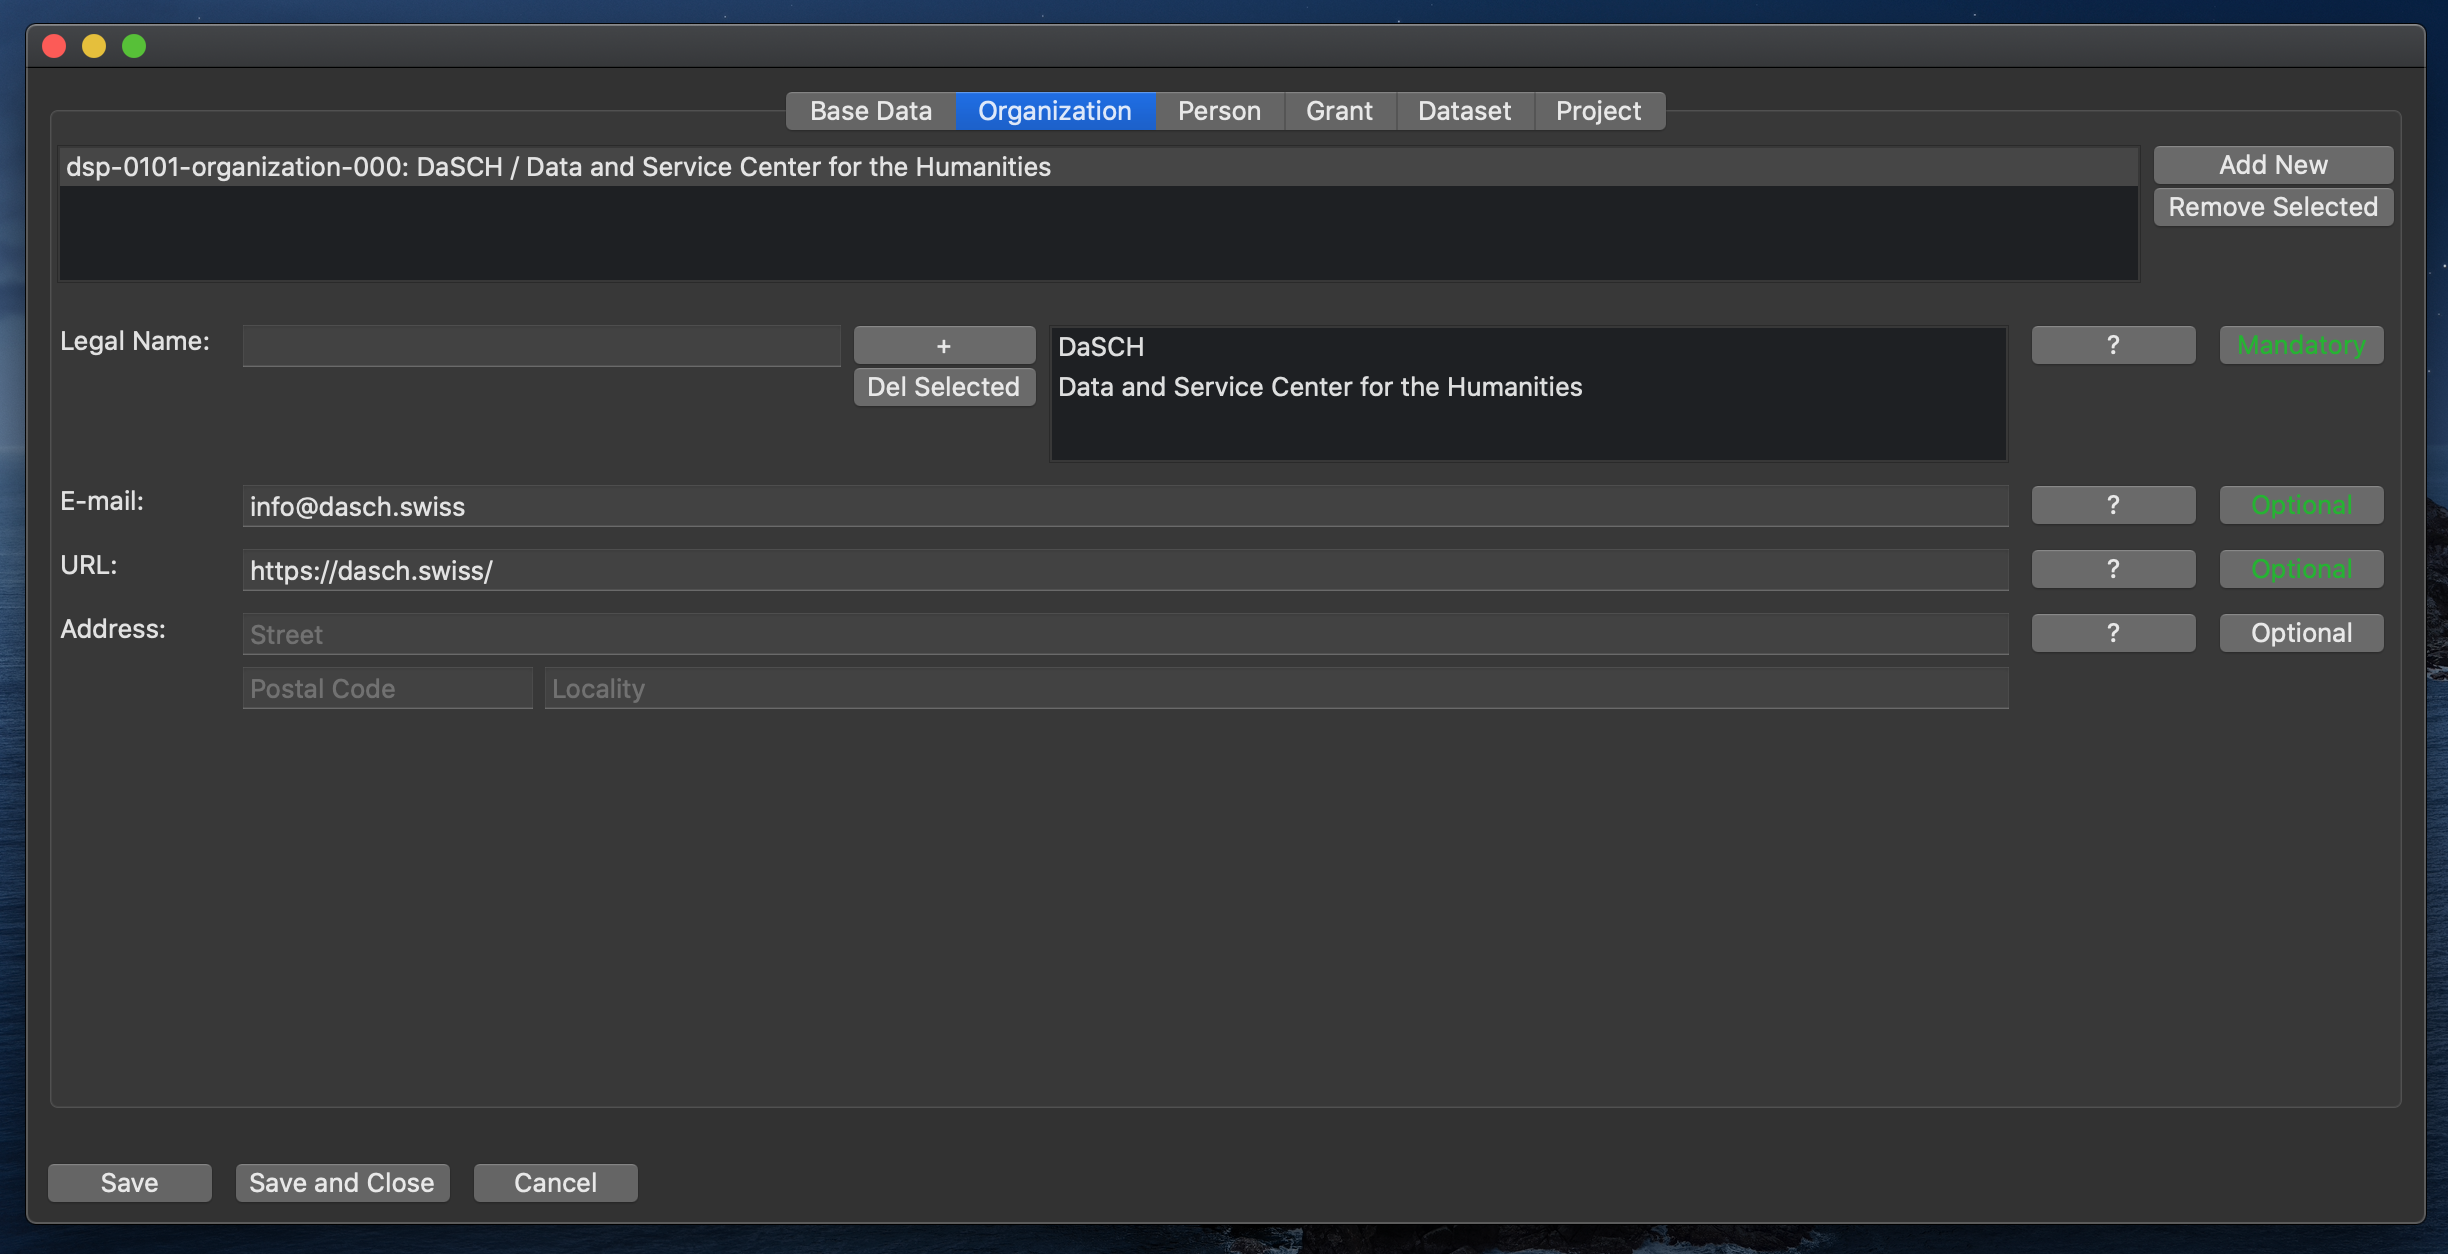 Base Data Organization Person Grant Dataset Project
dsp-0101-organization-000: DaSCH / Data and Service Center for the Humanities
Add New
Remove Selected
Legal Name:
+
Del Selected
DaSCH
Data and Service Center for the Humanities
? Mandatory
E-mail: info@dasch.swiss ? Optional
URL: https://dasch.swiss/ ? Optional
Address: Street ? Optional
Postal Code Locality
Save Save and Close Cancel